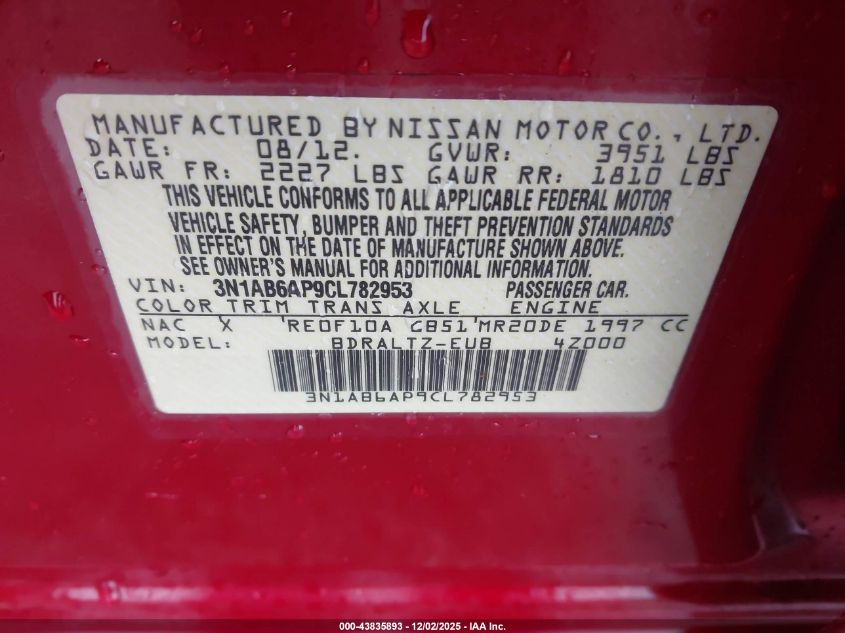 MANUFACTURED BY NISSAN MOTOR CO., LTD.
DATE: 08/12. GVWR: 3951 LBS
GAWR FR: 2227 LBS GAWR RR: 1810 LBS
THIS VEHICLE CONFORMS TO ALL APPLICABLE FEDERAL MOTOR
VEHICLE SAFETY, BUMPER AND THEFT PREVENTION STANDARDS
IN EFFECT ON THE DATE OF MANUFACTURE SHOWN ABOVE.
SEE OWNER'S MANUAL FOR ADDITIONAL INFORMATION.
VIN: 3N1AB6AP9CL782953 PASSENGER CAR.
COLOR TRIM TRANS AXLE ENGINE
NAC X 'RE0F10A GB51'MR20DE 1997 CC
MODEL: BDRALTZ-EUB 4Z000
3N1AB6AP9CL782953
000-43835893 - 12/02/2025 - IAA Inc.